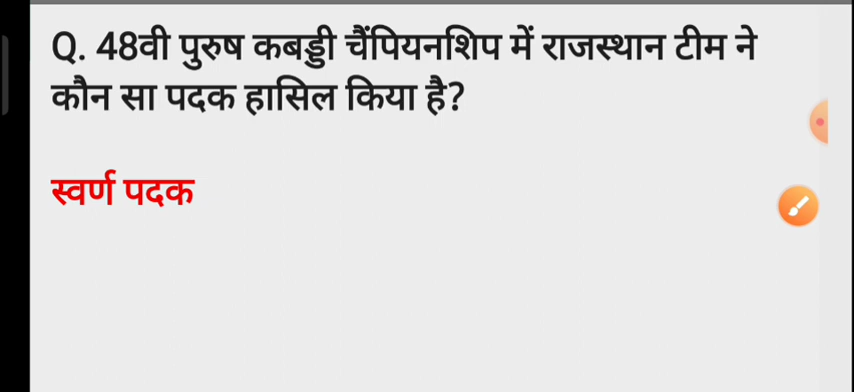 Q. 48वी पुरुष कबड्डी चैंपियनशिप में राजस्थान टीम ने
कौन सा पदक हासिल किया है?
स्वर्ण पदक